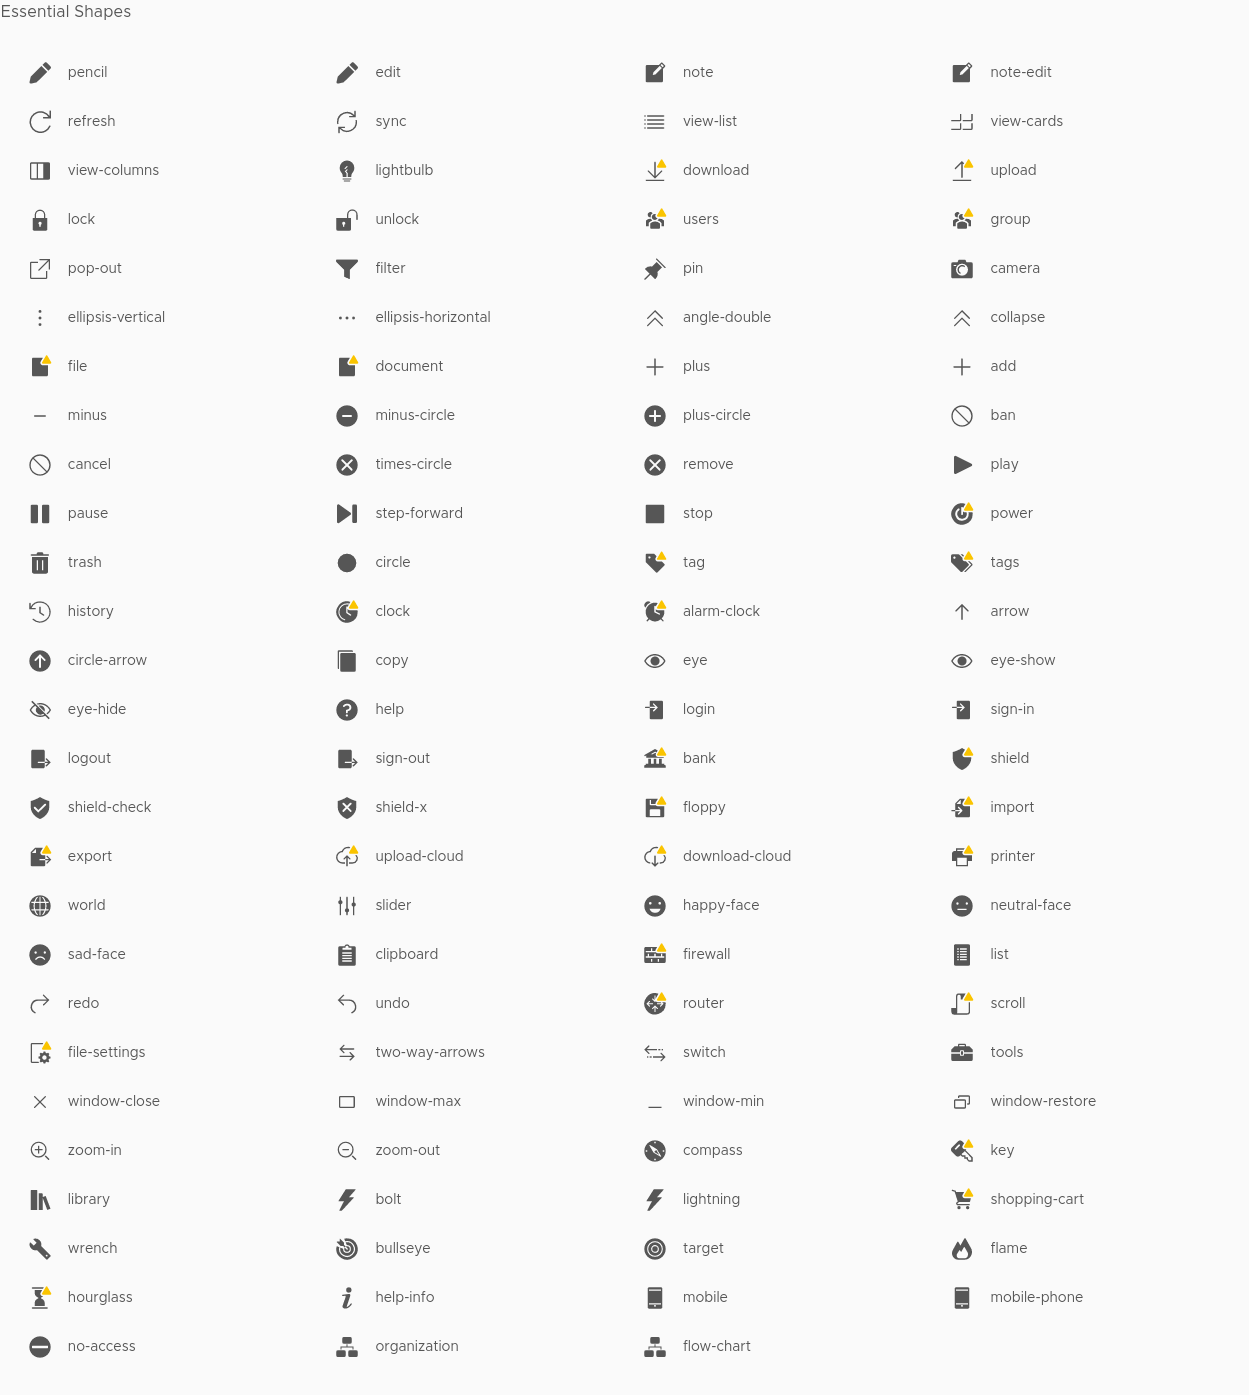 Essential Shapes
pencil edit note note-edit
refresh sync view-list view-cards
view-columns lightbulb download upload
lock unlock users group
pop-out filter pin camera
ellipsis-vertical ellipsis-horizontal angle-double collapse
file document plus add
minus minus-circle plus-circle ban
cancel times-circle remove play
pause step-forward stop power
trash circle tag tags
history clock alarm-clock arrow
circle-arrow copy eye eye-show
eye-hide help login sign-in
logout sign-out bank shield
shield-check shield-x floppy import
export upload-cloud download-cloud printer
world slider happy-face neutral-face
sad-face clipboard firewall list
redo undo router scroll
file-settings two-way-arrows switch tools
window-close window-max window-min window-restore
zoom-in zoom-out compass key
library bolt lightning shopping-cart
wrench bullseye target flame
hourglass help-info mobile mobile-phone
no-access organization flow-chart